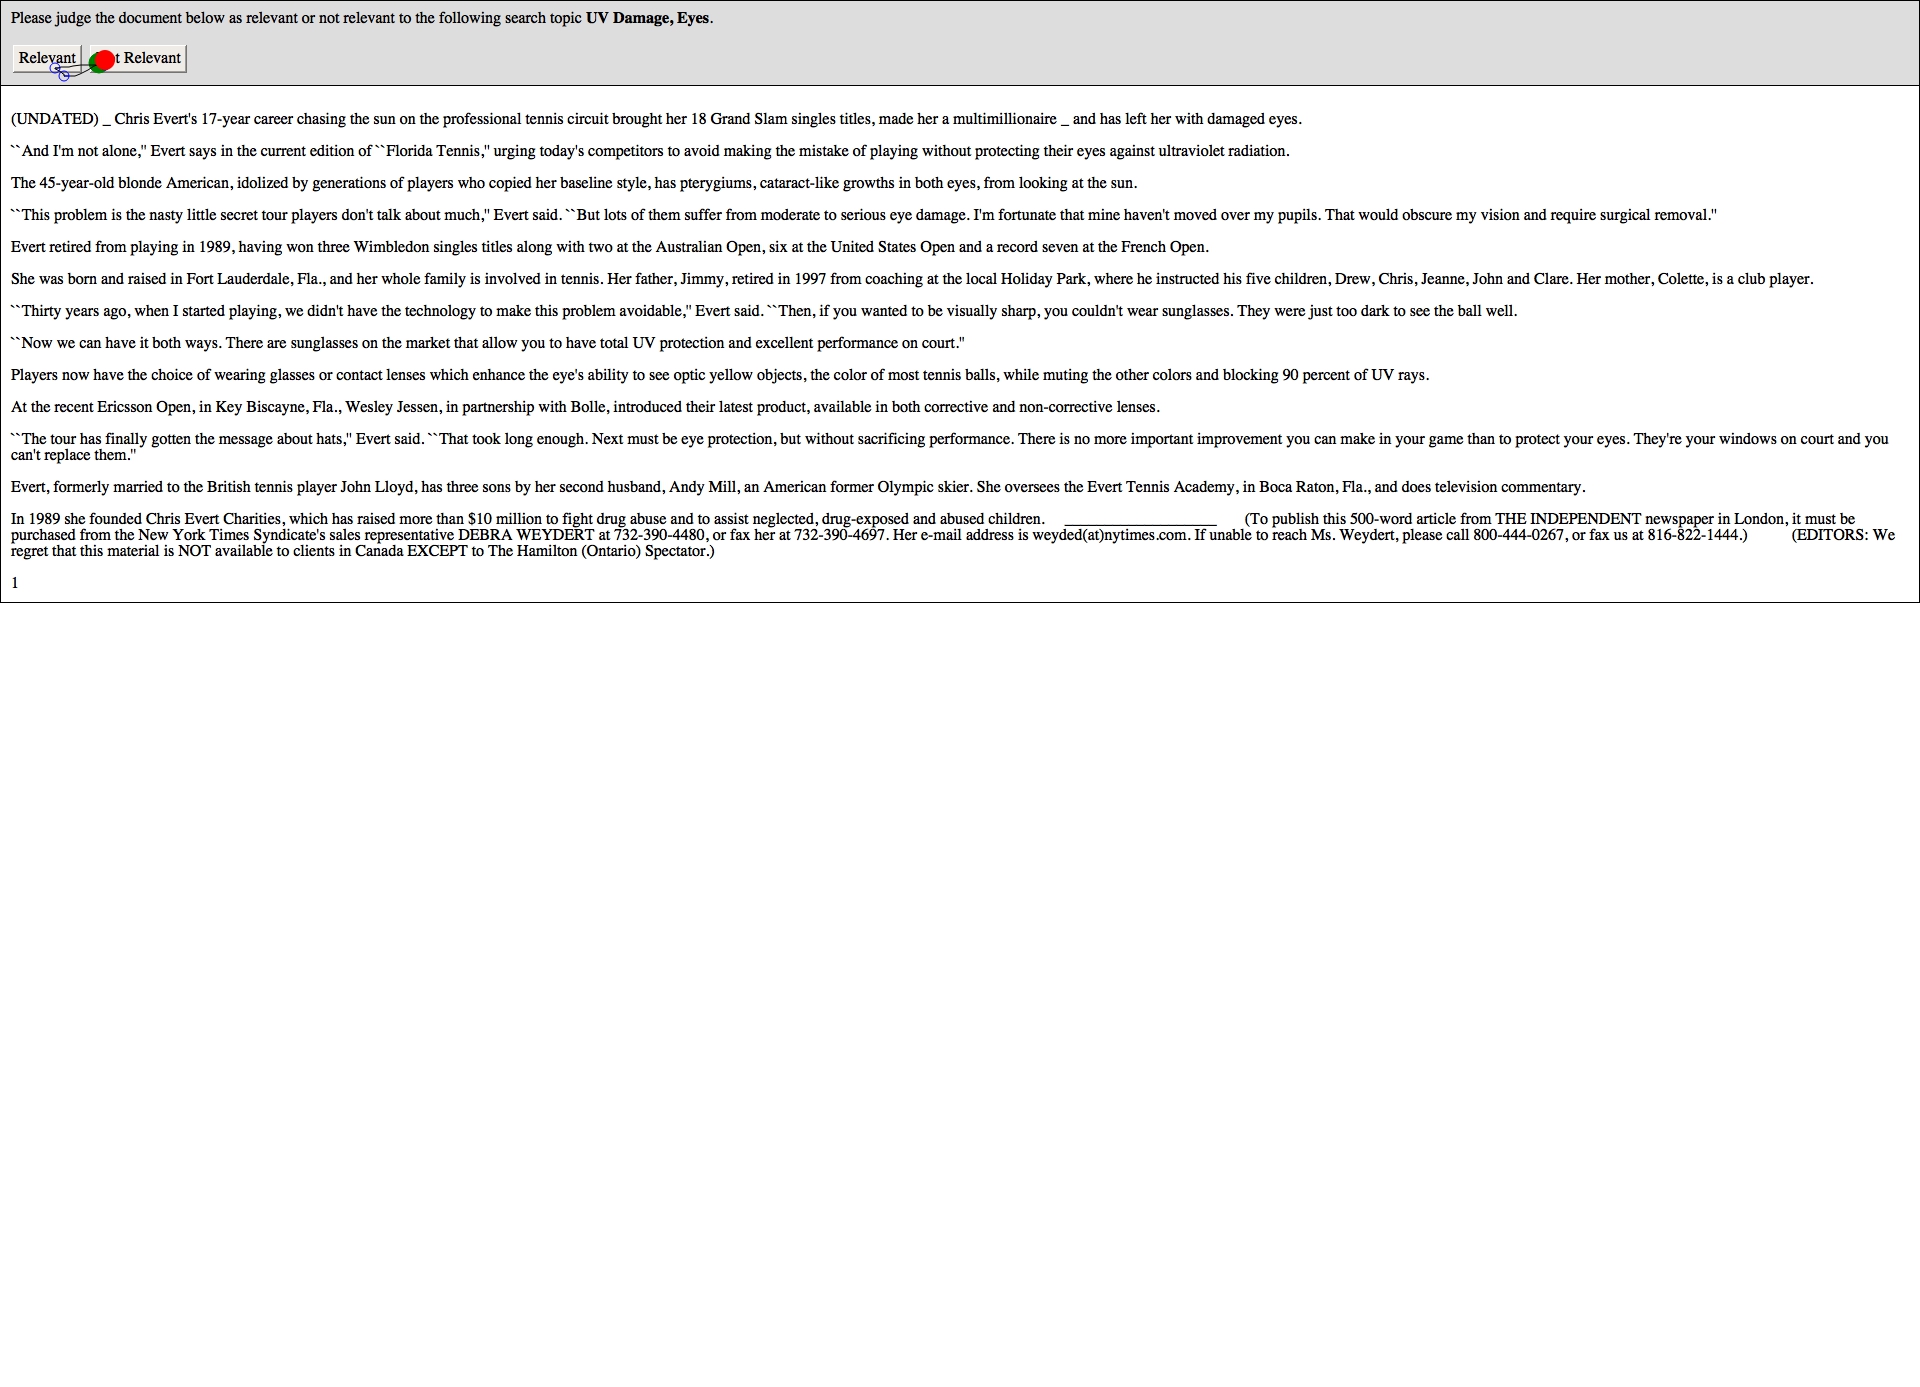 Please judge the document below as relevant or not relevant to the following search topic UV Damage, Eyes.
Relevant t Relevant
(UNDATED) _ Chris Evert's 17-year career chasing the sun on the professional tennis circuit brought her 18 Grand Slam singles titles, made her a multimillionaire _ and has left her with damaged eyes.
``And I'm not alone,'' Evert says in the current edition of ``Florida Tennis,'' urging today's competitors to avoid making the mistake of playing without protecting their eyes against ultraviolet radiation.
The 45-year-old blonde American, idolized by generations of players who copied her baseline style, has pterygiums, cataract-like growths in both eyes, from looking at the sun.
``This problem is the nasty little secret tour players don't talk about much,'' Evert said. ``But lots of them suffer from moderate to serious eye damage. I'm fortunate that mine haven't moved over my pupils. That would obscure my vision and require surgical removal.''
Evert retired from playing in 1989, having won three Wimbledon singles titles along with two at the Australian Open, six at the United States Open and a record seven at the French Open.
She was born and raised in Fort Lauderdale, Fla., and her whole family is involved in tennis. Her father, Jimmy, retired in 1997 from coaching at the local Holiday Park, where he instructed his five children, Drew, Chris, Jeanne, John and Clare. Her mother, Colette, is a club player.
``Thirty years ago, when I started playing, we didn't have the technology to make this problem avoidable,'' Evert said. ``Then, if you wanted to be visually sharp, you couldn't wear sunglasses. They were just too dark to see the ball well.
``Now we can have it both ways. There are sunglasses on the market that allow you to have total UV protection and excellent performance on court.''
Players now have the choice of wearing glasses or contact lenses which enhance the eye's ability to see optic yellow objects, the color of most tennis balls, while muting the other colors and blocking 90 percent of UV rays.
At the recent Ericsson Open, in Key Biscayne, Fla., Wesley Jessen, in partnership with Bolle, introduced their latest product, available in both corrective and non-corrective lenses.
``The tour has finally gotten the message about hats,'' Evert said. ``That took long enough. Next must be eye protection, but without sacrificing performance. There is no more important improvement you can make in your game than to protect your eyes. They're your windows on court and you
can't replace them.''
Evert, formerly married to the British tennis player John Lloyd, has three sons by her second husband, Andy Mill, an American former Olympic skier. She oversees the Evert Tennis Academy, in Boca Raton, Fla., and does television commentary.
In 1989 she founded Chris Evert Charities, which has raised more than $10 million to fight drug abuse and to assist neglected, drug-exposed and abused children. ___________________ (To publish this 500-word article from THE INDEPENDENT newspaper in London, it must be
purchased from the New York Times Syndicate's sales representative DEBRA WEYDERT at 732-390-4480, or fax her at 732-390-4697. Her e-mail address is weyded(at)nytimes.com. If unable to reach Ms. Weydert, please call 800-444-0267, or fax us at 816-822-1444.) (EDITORS: We
regret that this material is NOT available to clients in Canada EXCEPT to The Hamilton (Ontario) Spectator.)
1